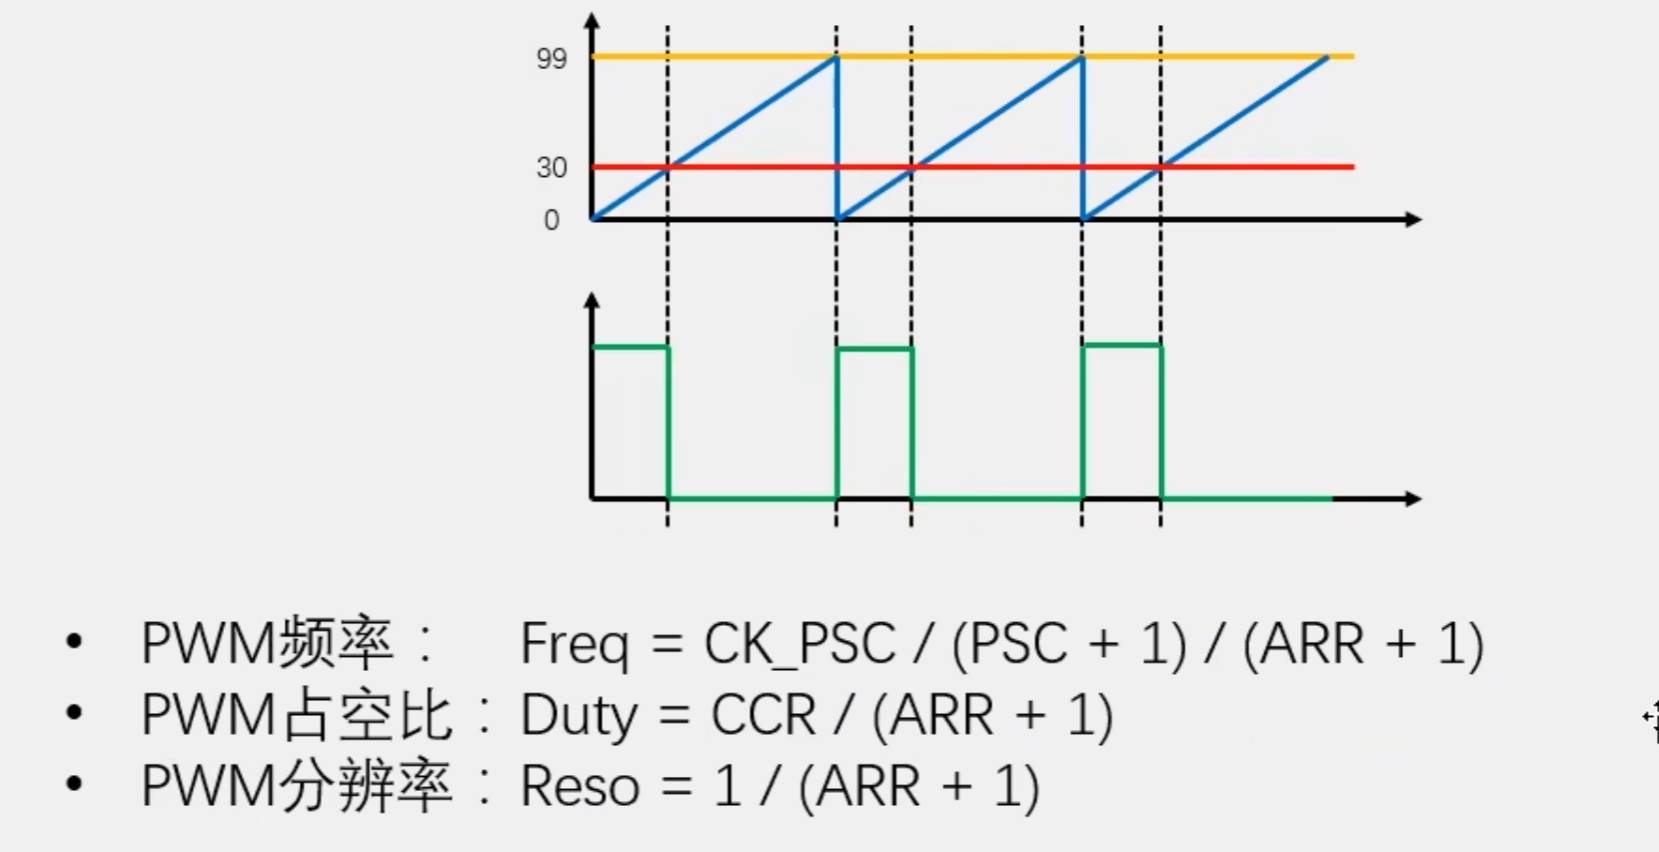 99
30
0
• PWM频率： Freq = CK_PSC / (PSC + 1) / (ARR + 1)
• PWM占空比： Duty = CCR / (ARR + 1)
• PWM分辨率： Reso = 1 / (ARR + 1)